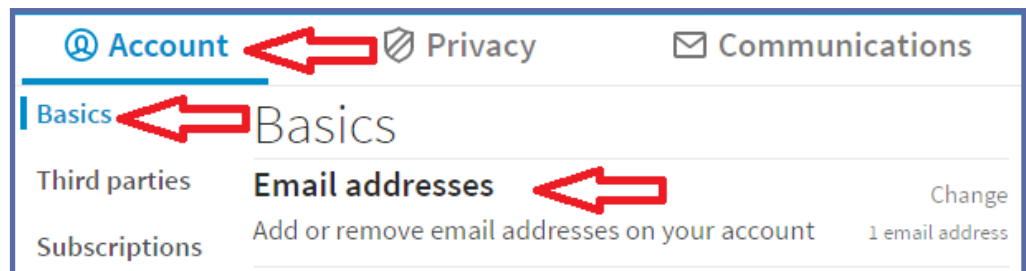 Account Privacy Communications
Basics
Basics
Third parties
Email addresses
Change
Add or remove email addresses on your account
1 email address
Subscriptions